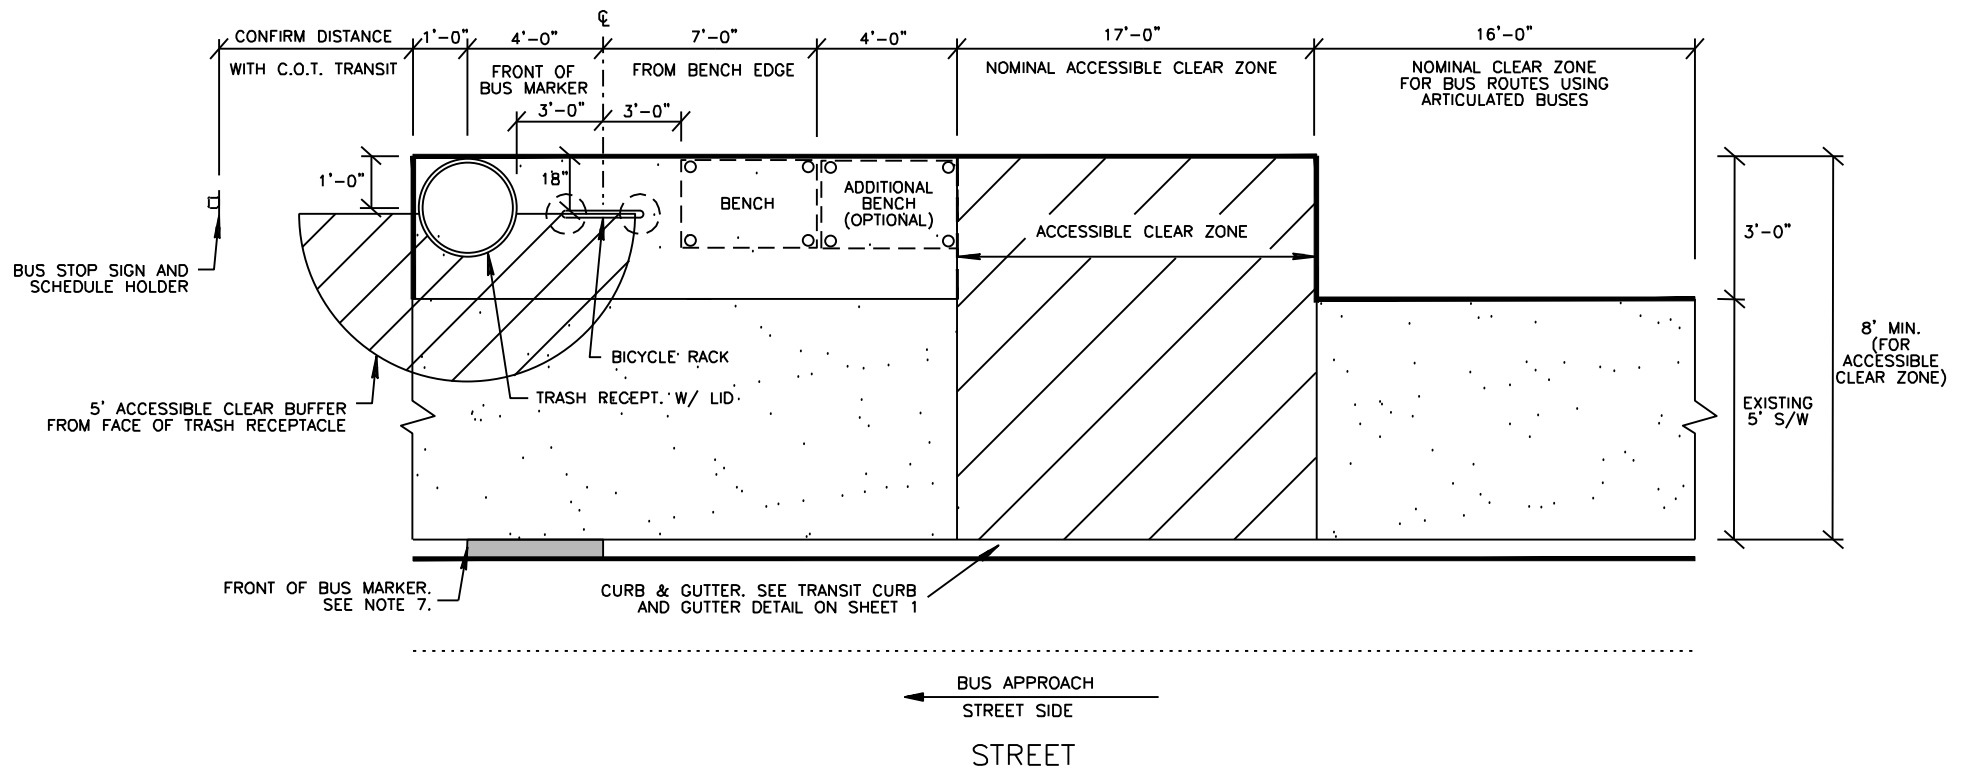 ℄
CONFIRM DISTANCE
WITH C.O.T. TRANSIT
1'-0"
4'-0"
FRONT OF
BUS MARKER
7'-0"
FROM BENCH EDGE
4'-0"
17'-0"
NOMINAL ACCESSIBLE CLEAR ZONE
16'-0"
NOMINAL CLEAR ZONE
FOR BUS ROUTES USING
ARTICULATED BUSES
3'-0"
3'-0"
1'-0"
18"
BENCH
ADDITIONAL
BENCH
(OPTIONAL)
ACCESSIBLE CLEAR ZONE
3'-0"
BUS STOP SIGN AND
SCHEDULE HOLDER
8' MIN.
(FOR
ACCESSIBLE
CLEAR ZONE)
BICYCLE RACK
TRASH RECEPT. W/ LID
5' ACCESSIBLE CLEAR BUFFER
FROM FACE OF TRASH RECEPTACLE
EXISTING
5' S/W
FRONT OF BUS MARKER.
SEE NOTE 7.
CURB & GUTTER. SEE TRANSIT CURB
AND GUTTER DETAIL ON SHEET 1
BUS APPROACH
STREET SIDE
STREET